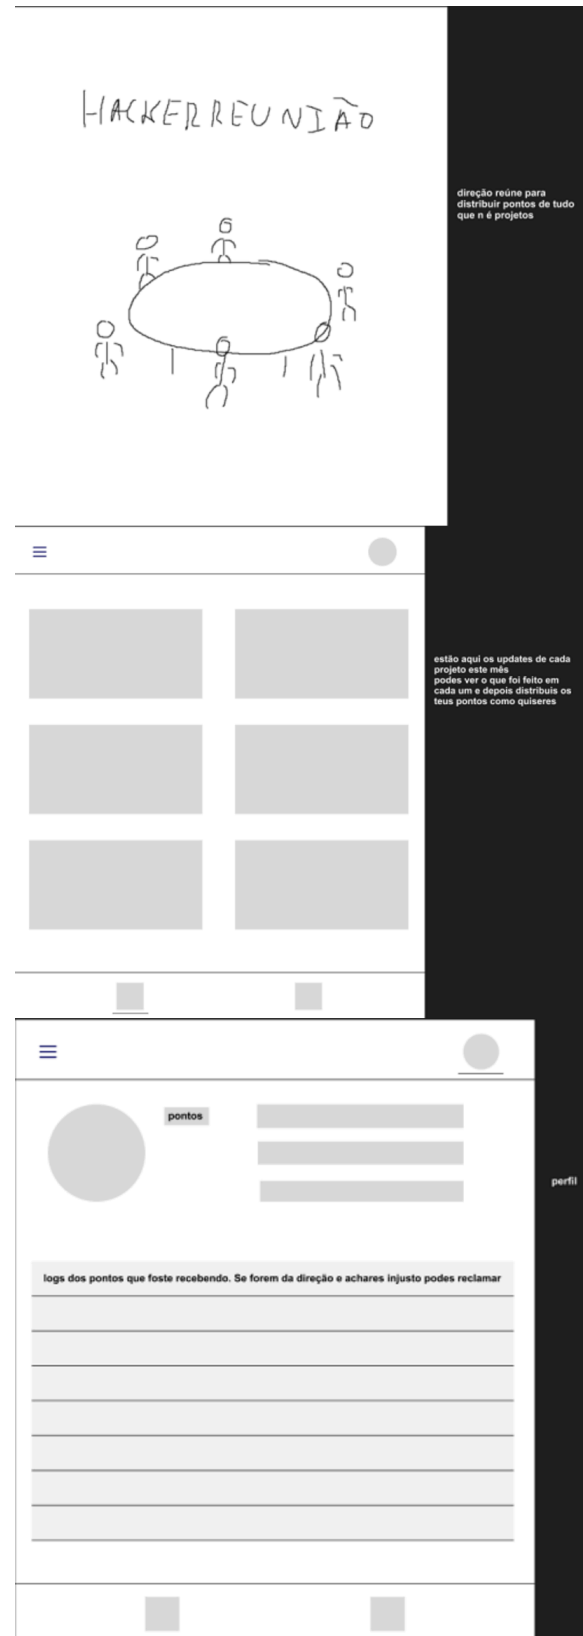 HACKERREUNIÃO
direção reúne para
distribuir pontos de tudo
que n é projetos
estão aqui os updates de cada
projeto este mês
podes ver o que foi feito em
cada um e depois distribuis os
teus pontos como quiseres
pontos
perfil
logs dos pontos que foste recebendo. Se forem da direção e achares injusto podes reclamar